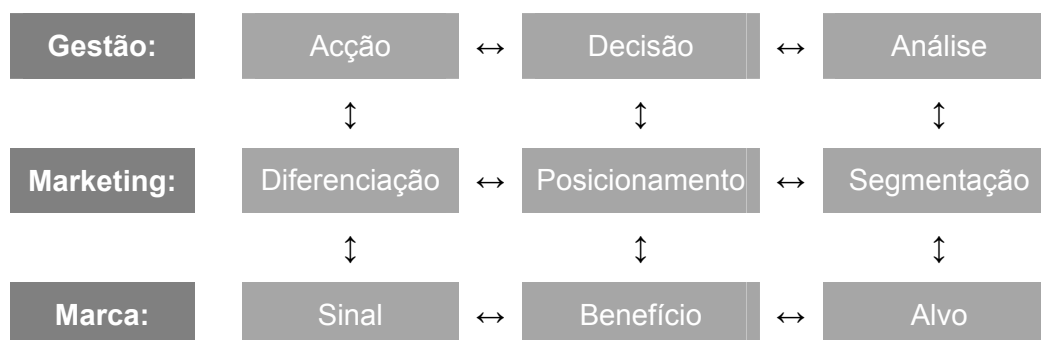 Gestão: Acção ↔ Decisão ↔ Análise
↕ ↕ ↕
Marketing: Diferenciação ↔ Posicionamento ↔ Segmentação
↕ ↕ ↕
Marca: Sinal ↔ Benefício ↔ Alvo